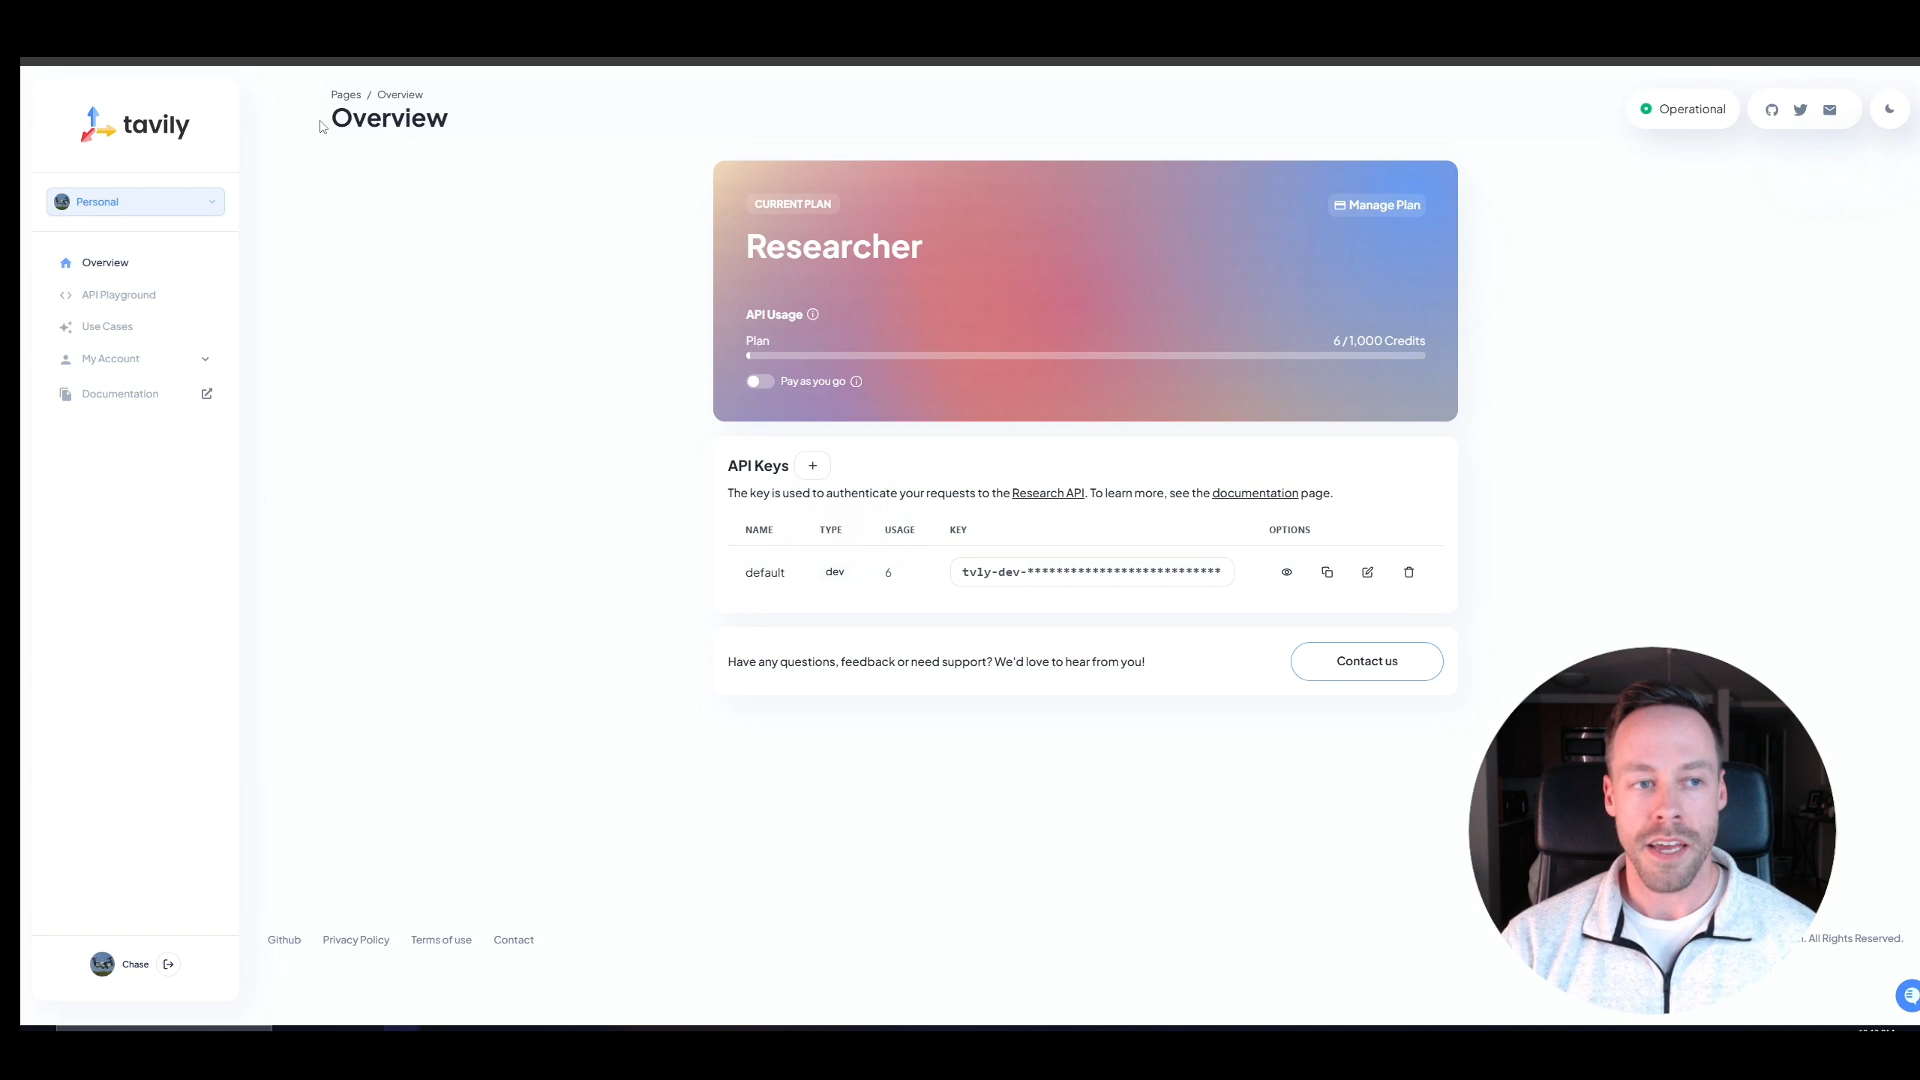 tavily
Personal
Overview
API Playground
Use Cases
My Account
Documentation
Chase
Pages / Overview
Overview
Operational
CURRENT PLAN
Manage Plan
Researcher
API Usage
Plan
6 / 1,000 Credits
Pay as you go
API Keys +
The key is used to authenticate your requests to the Research API. To learn more, see the documentation page.
NAME TYPE USAGE KEY OPTIONS
default dev 6 tvly-dev-***************************
Have any questions, feedback or need support? We'd love to hear from you!
Contact us
Github Privacy Policy Terms of use Contact
All Rights Reserved.